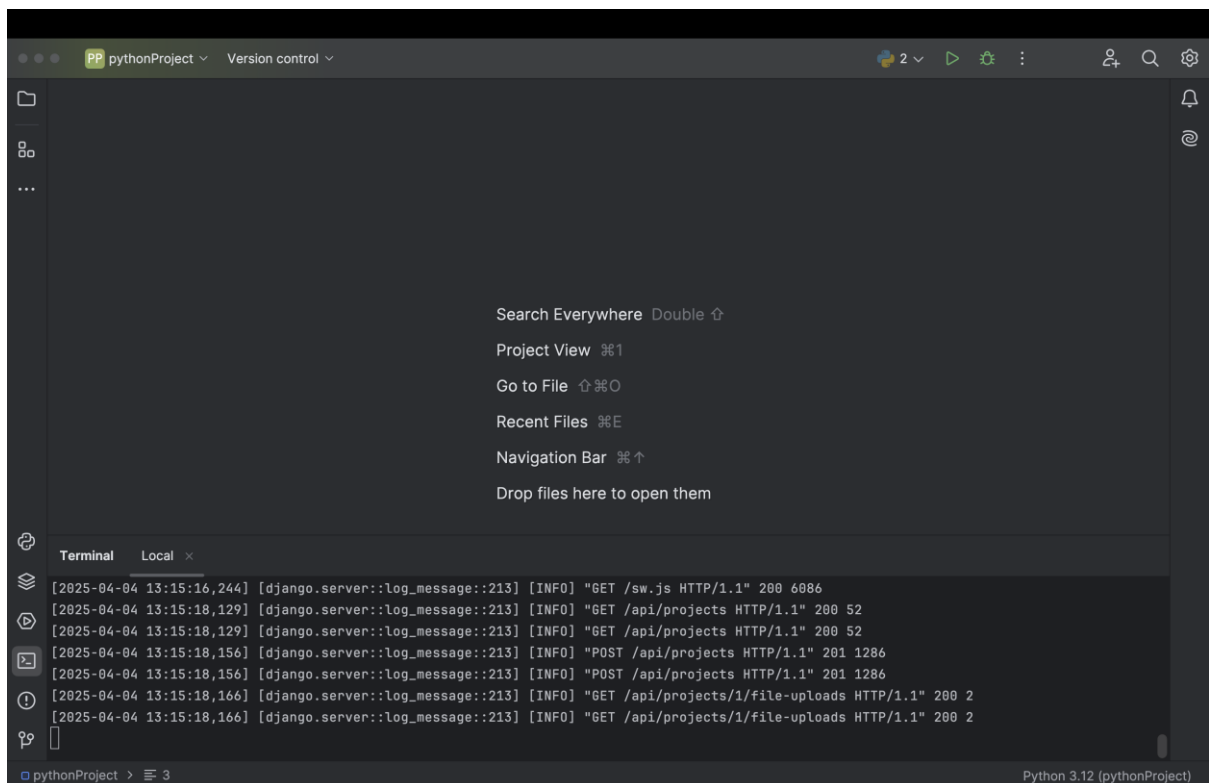 PP pythonProject Version control 2
Search Everywhere Double ⇧
Project View ⌘1
Go to File ⇧⌘O
Recent Files ⌘E
Navigation Bar ⌘↑
Drop files here to open them
Terminal Local ×
[2025-04-04 13:15:16,244] [django.server::log_message::213] [INFO] "GET /sw.js HTTP/1.1" 200 6086
[2025-04-04 13:15:18,129] [django.server::log_message::213] [INFO] "GET /api/projects HTTP/1.1" 200 52
[2025-04-04 13:15:18,129] [django.server::log_message::213] [INFO] "GET /api/projects HTTP/1.1" 200 52
[2025-04-04 13:15:18,156] [django.server::log_message::213] [INFO] "POST /api/projects HTTP/1.1" 201 1286
[2025-04-04 13:15:18,156] [django.server::log_message::213] [INFO] "POST /api/projects HTTP/1.1" 201 1286
[2025-04-04 13:15:18,166] [django.server::log_message::213] [INFO] "GET /api/projects/1/file-uploads HTTP/1.1" 200 2
[2025-04-04 13:15:18,166] [django.server::log_message::213] [INFO] "GET /api/projects/1/file-uploads HTTP/1.1" 200 2
pythonProject > 3 Python 3.12 (pythonProject)